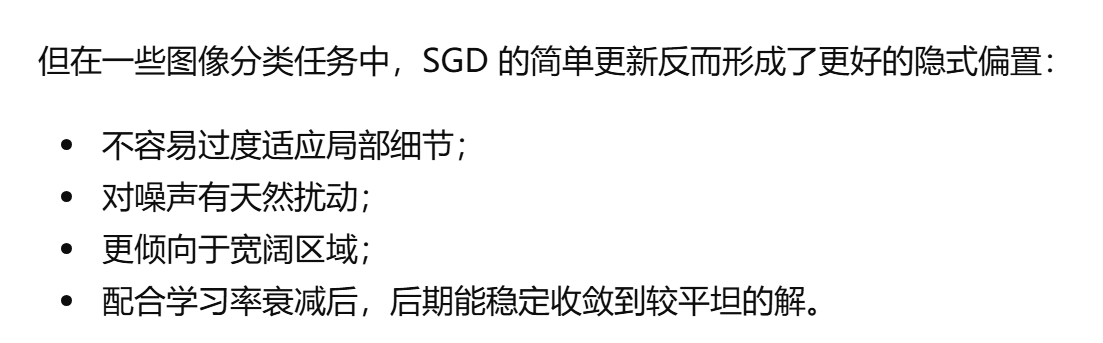 但在一些图像分类任务中，SGD 的简单更新反而形成了更好的隐式偏置：
• 不容易过度适应局部细节；
• 对噪声有天然扰动；
• 更倾向于宽阔区域；
• 配合学习率衰减后，后期能稳定收敛到较平坦的解。